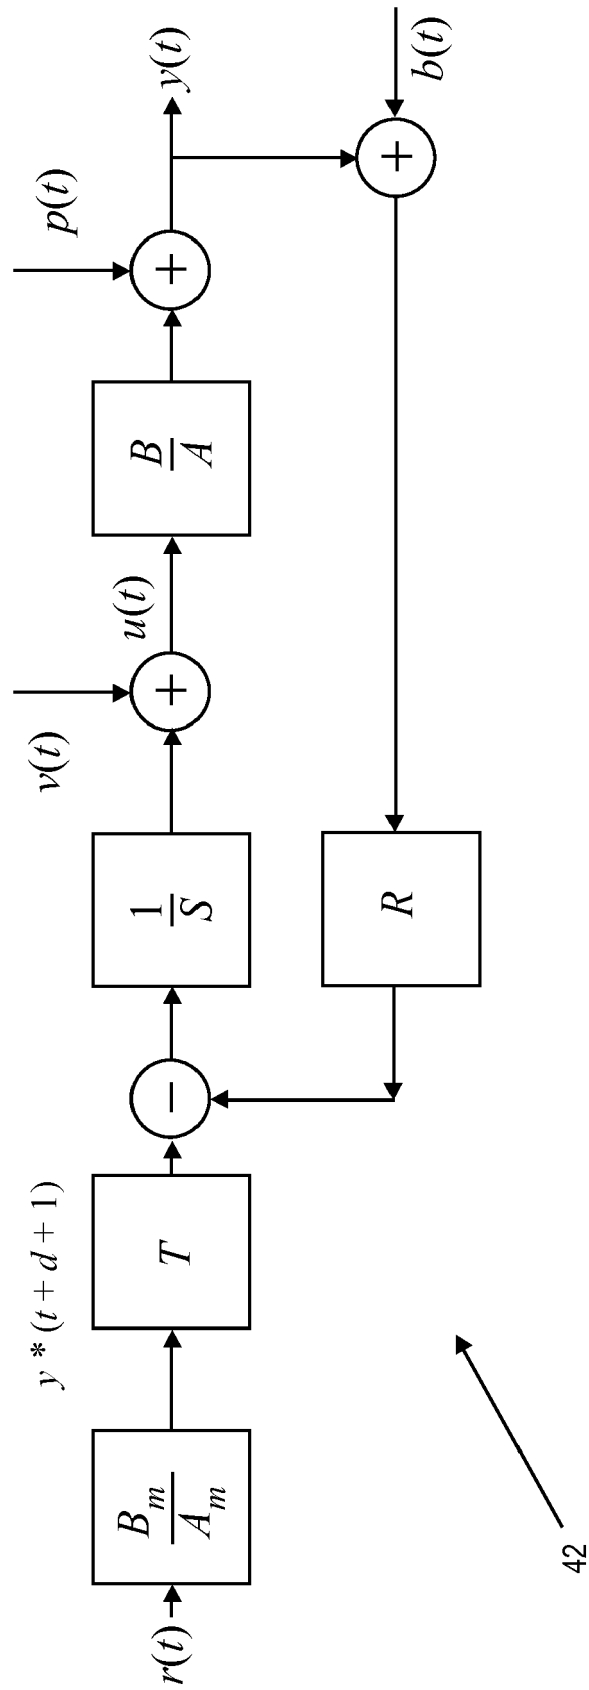 r(t)
B_m
A_m
y * (t + d + 1)
T
−
1
S
v(t)
+
u(t)
B
A
p(t)
+
y(t)
b(t)
+
R
42